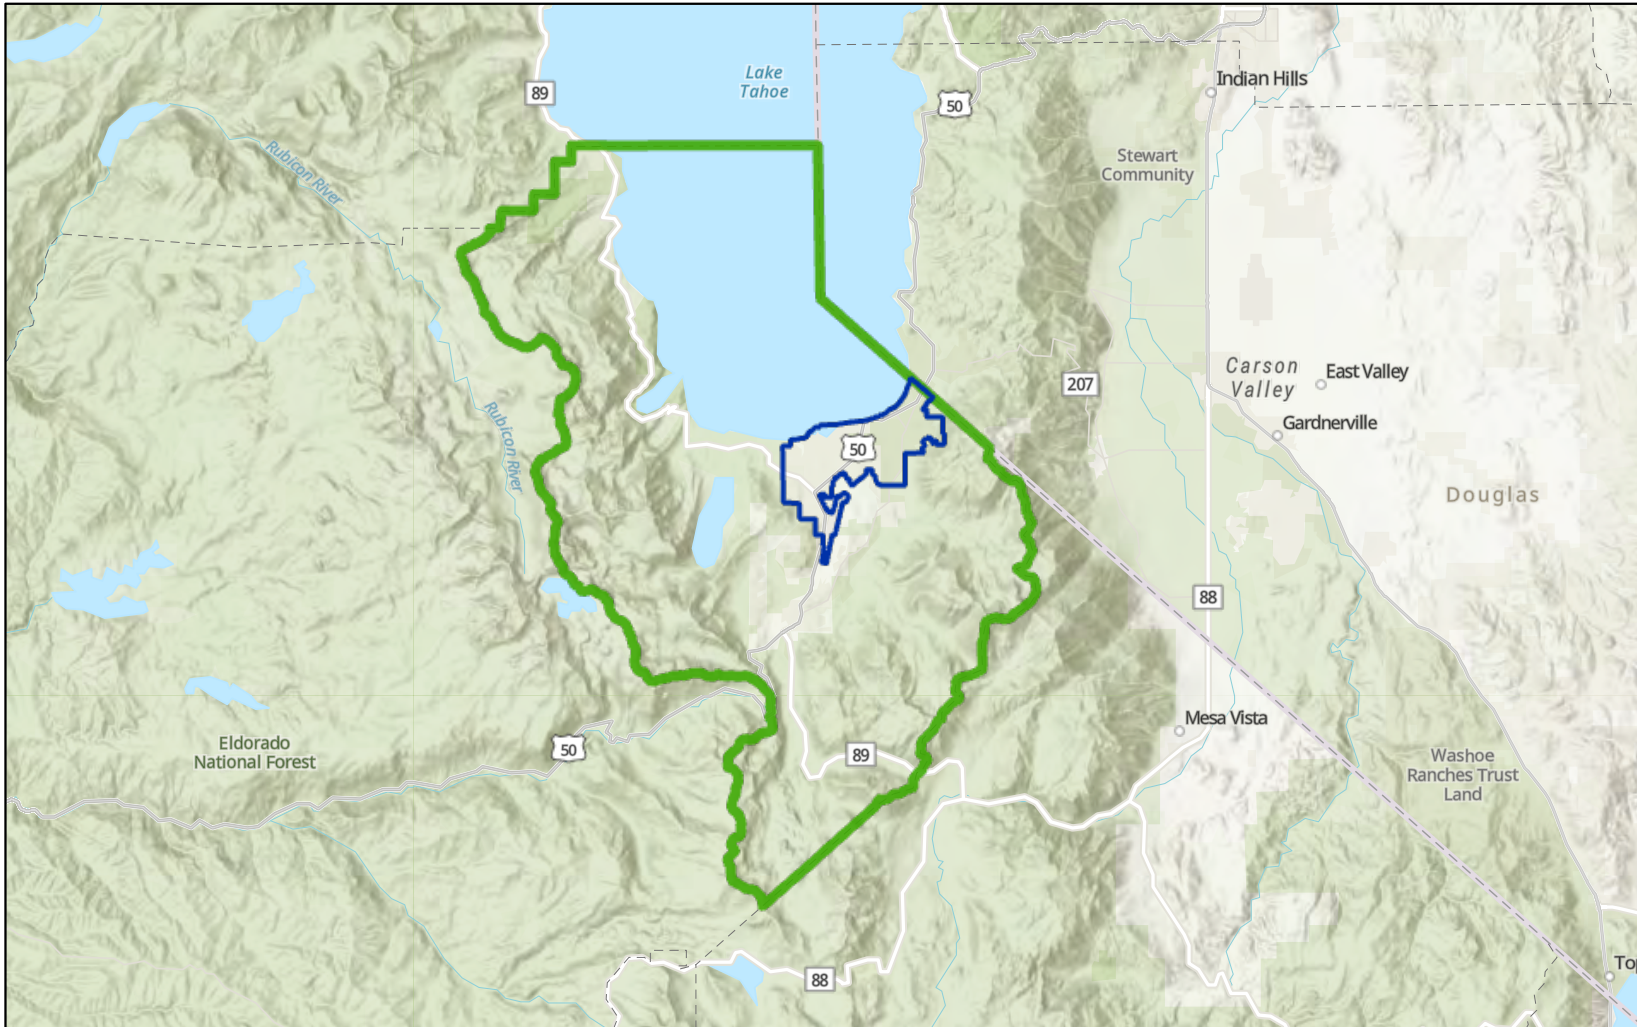 Lake
Tahoe
Indian Hills
89
50
Rubicon River
Stewart
Community
Carson
Valley
East Valley
207
Gardnerville
Rubicon River
50
Douglas
88
Mesa Vista
Eldorado
National Forest
50
89
Washoe
Ranches Trust
Land
To
88